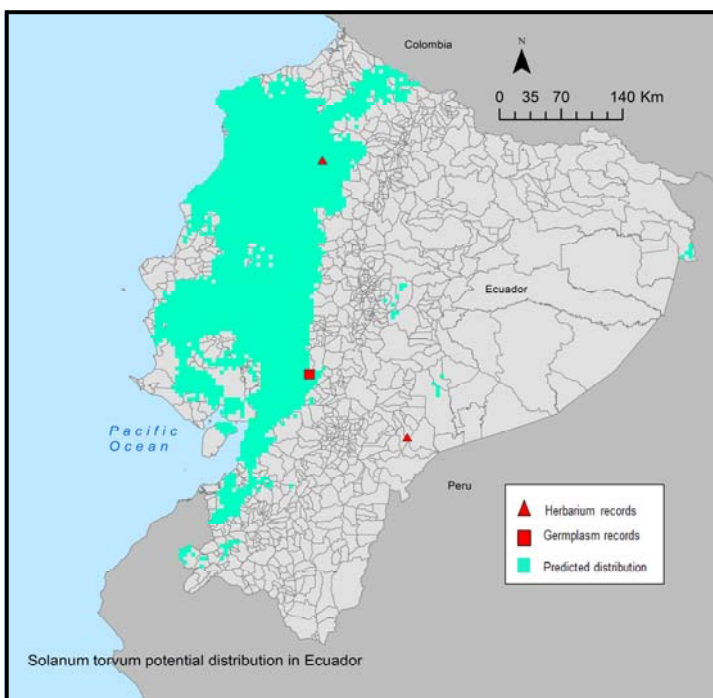 Colombia
N
0 35 70 140 Km
Ecuador
Pacific
Ocean
Peru
Herbarium records
Germplasm records
Predicted distribution
Solanum torvum potential distribution in Ecuador